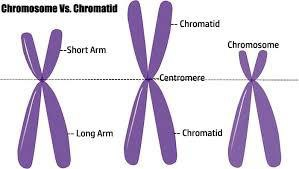 Chromosome Vs. Chromatid
Chromatid
Short Arm
Chromosome
Centromere
Long Arm
Chromatid